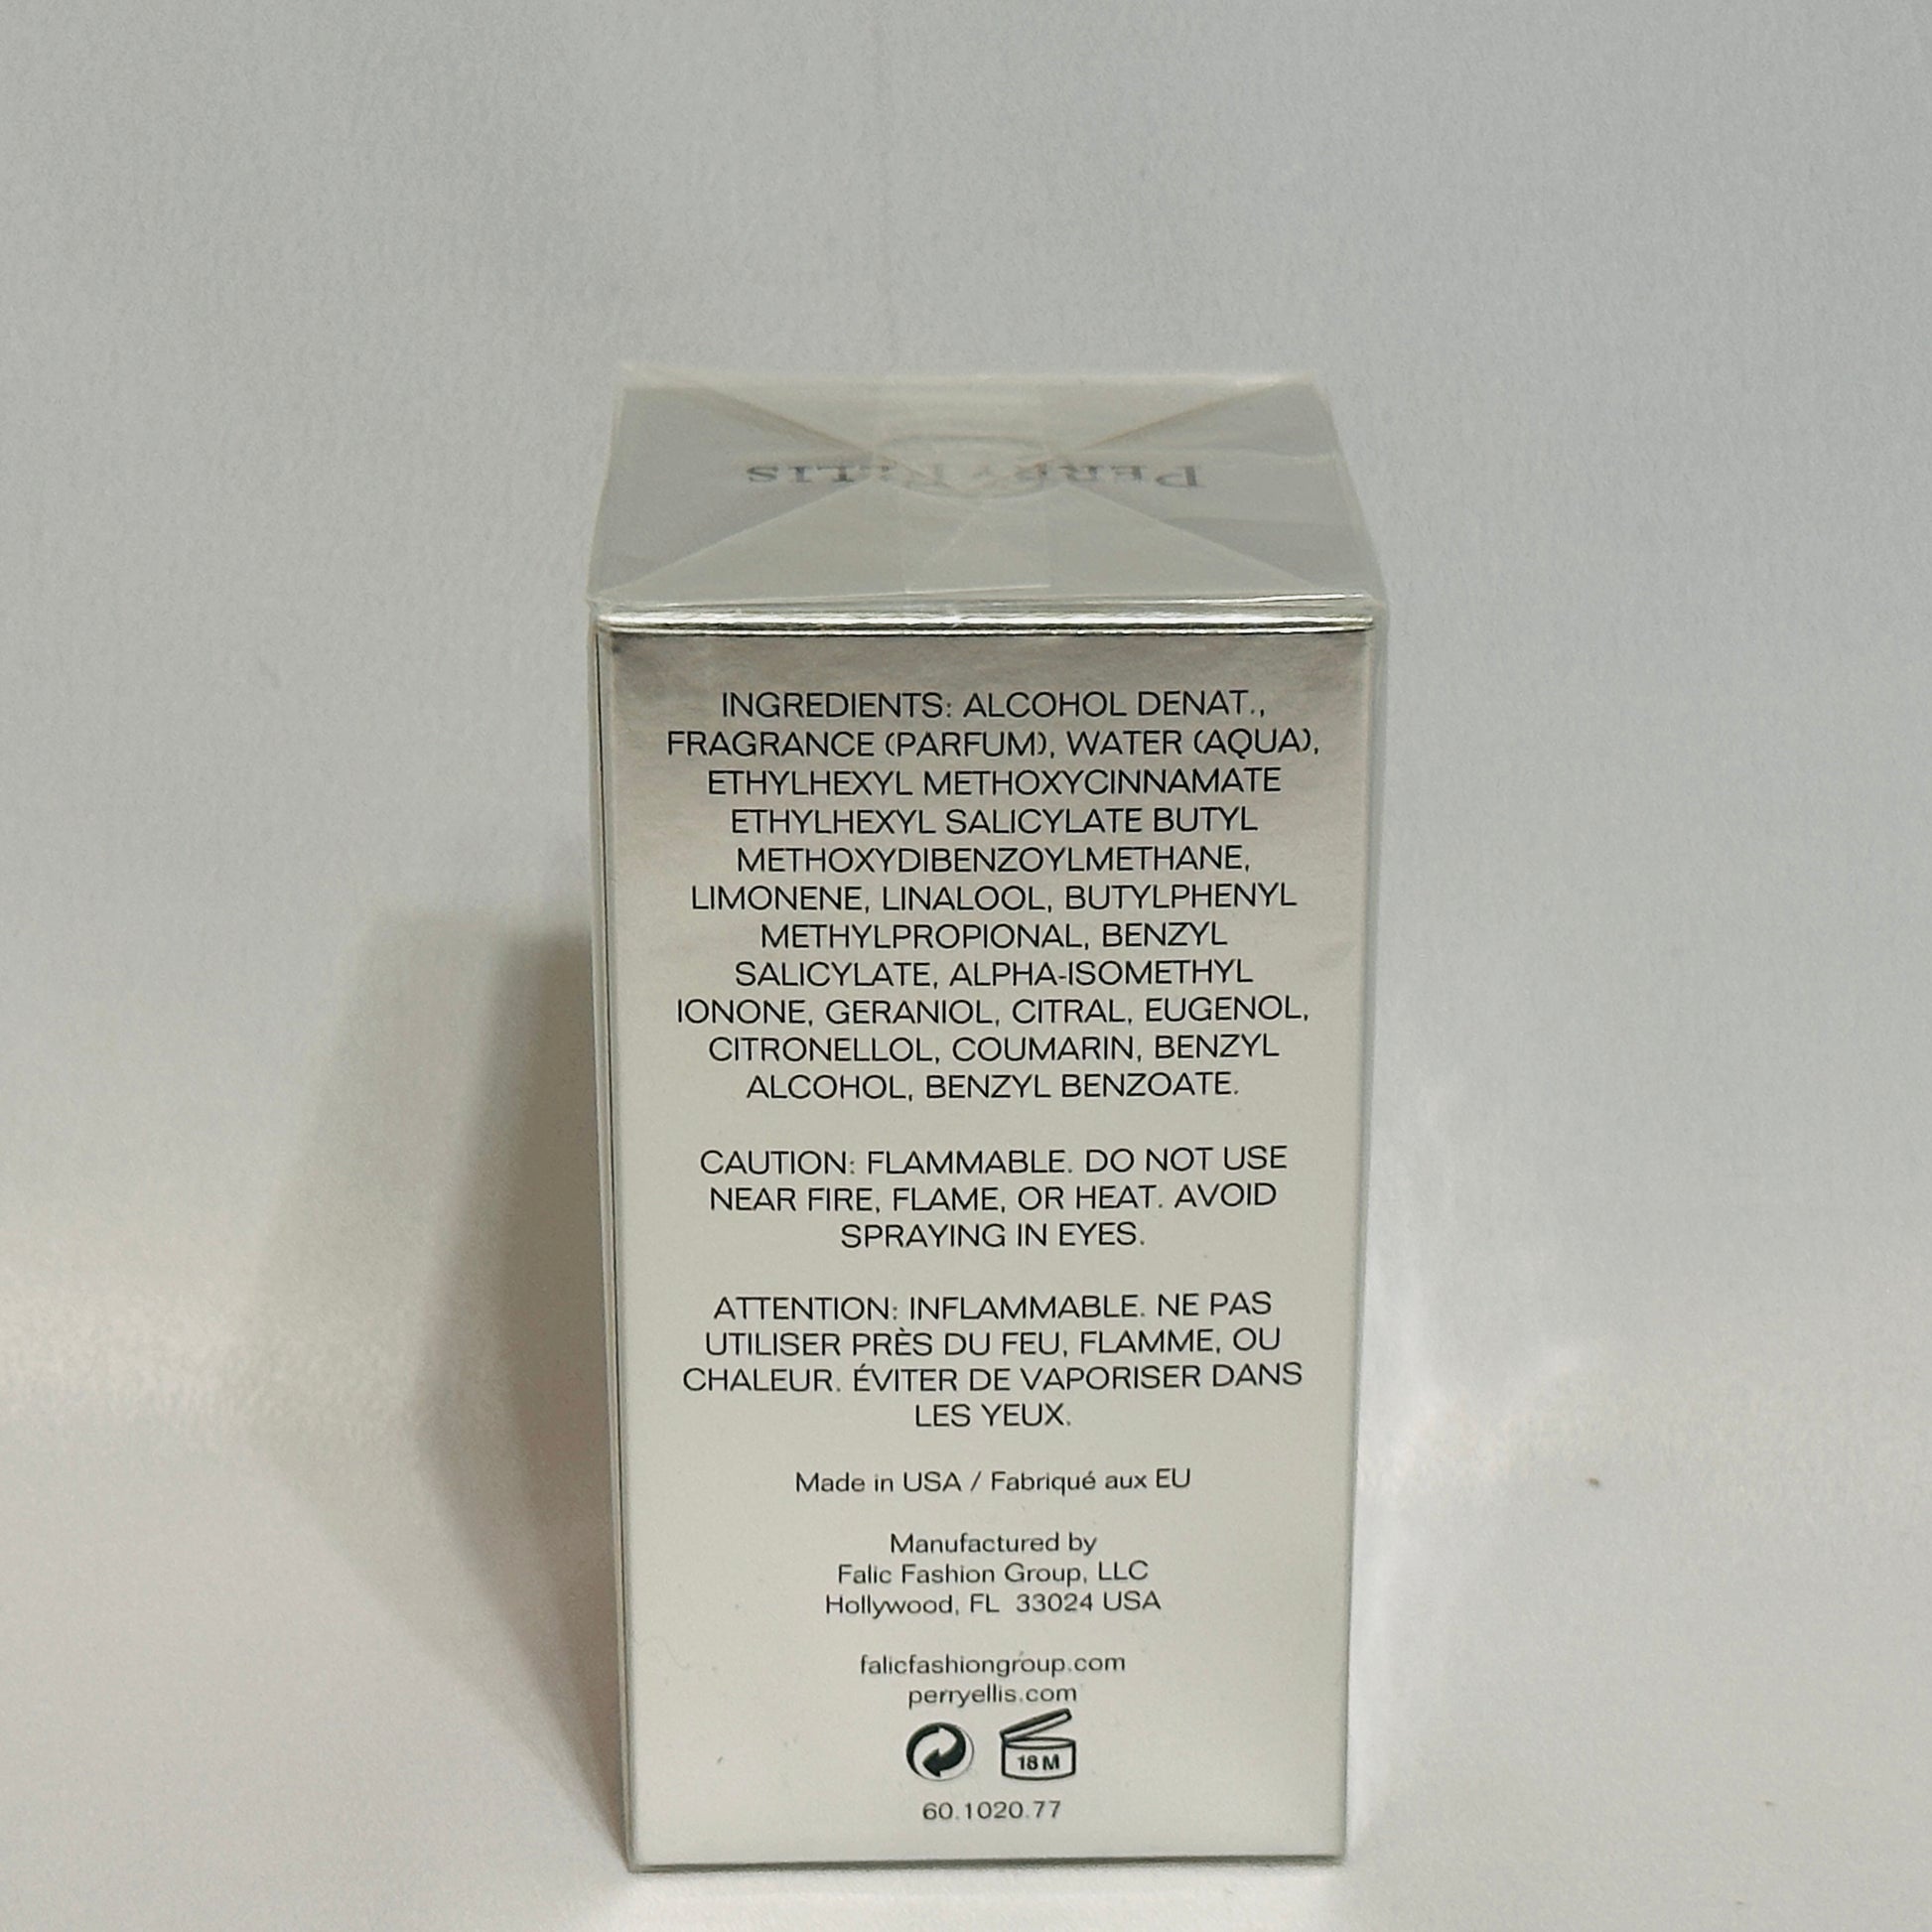 PERRY ELLIS
INGREDIENTS: ALCOHOL DENAT.,
FRAGRANCE (PARFUM), WATER (AQUA),
ETHYLHEXYL METHOXYCINNAMATE
ETHYLHEXYL SALICYLATE BUTYL
METHOXYDIBENZOYLMETHANE,
LIMONENE, LINALOOL, BUTYLPHENYL
METHYLPROPIONAL, BENZYL
SALICYLATE, ALPHA-ISOMETHYL
IONONE, GERANIOL, CITRAL, EUGENOL,
CITRONELLOL, COUMARIN, BENZYL
ALCOHOL, BENZYL BENZOATE.
CAUTION: FLAMMABLE. DO NOT USE
NEAR FIRE, FLAME, OR HEAT. AVOID
SPRAYING IN EYES.
ATTENTION: INFLAMMABLE. NE PAS
UTILISER PRÈS DU FEU, FLAMME, OU
CHALEUR. ÉVITER DE VAPORISER DANS
LES YEUX.
Made in USA / Fabriqué aux EU
Manufactured by
Falic Fashion Group, LLC
Hollywood, FL 33024 USA
falicfashiongroup.com
perryellis.com
18 M
60.1020.77